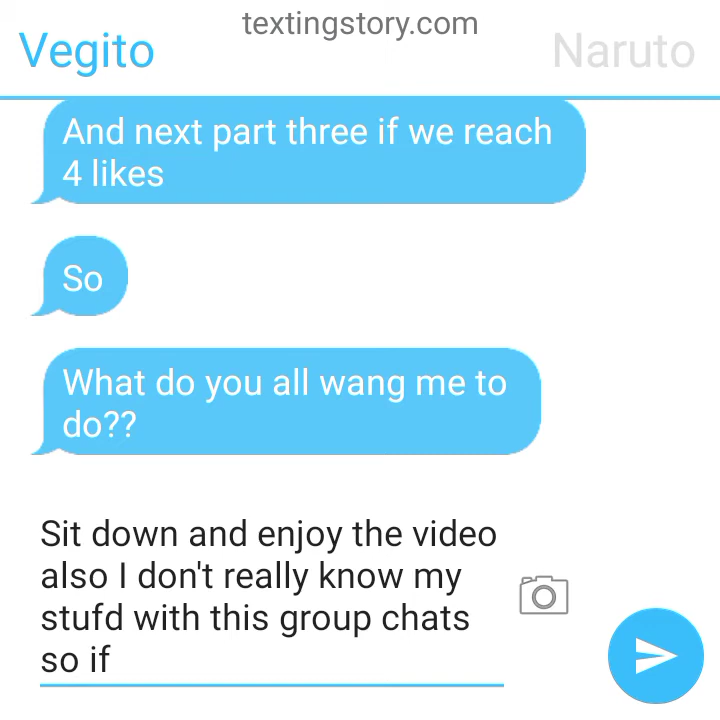 textingstory.com
Vegito
Naruto
And next part three if we reach
4 likes
So
What do you all wang me to
do??
Sit down and enjoy the video
also I don't really know my
stufd with this group chats
so if